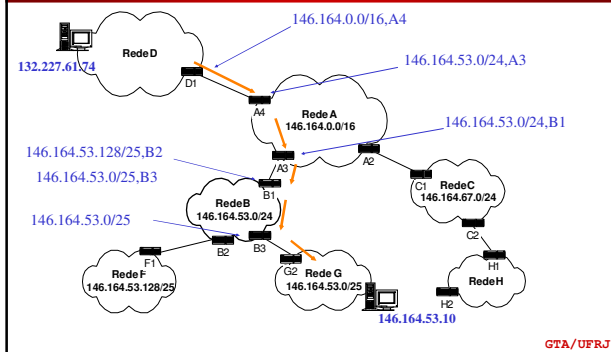 146.164.0.0/16,A4
RedeD
132.227.61.74
D1
146.164.53.0/24,A3
A4
RedeA
146.164.0.0/16
146.164.53.0/24,B1
A3
A2
146.164.53.128/25,B2
146.164.53.0/25,B3
B1
C1
RedeC
146.164.67.0/24
RedeB
146.164.53.0/24
146.164.53.0/25
B2
B3
C2
F1
G2
H1
RedeF
146.164.53.128/25
Rede G
146.164.53.0/25
RedeH
H2
146.164.53.10
GTA/UFRJ